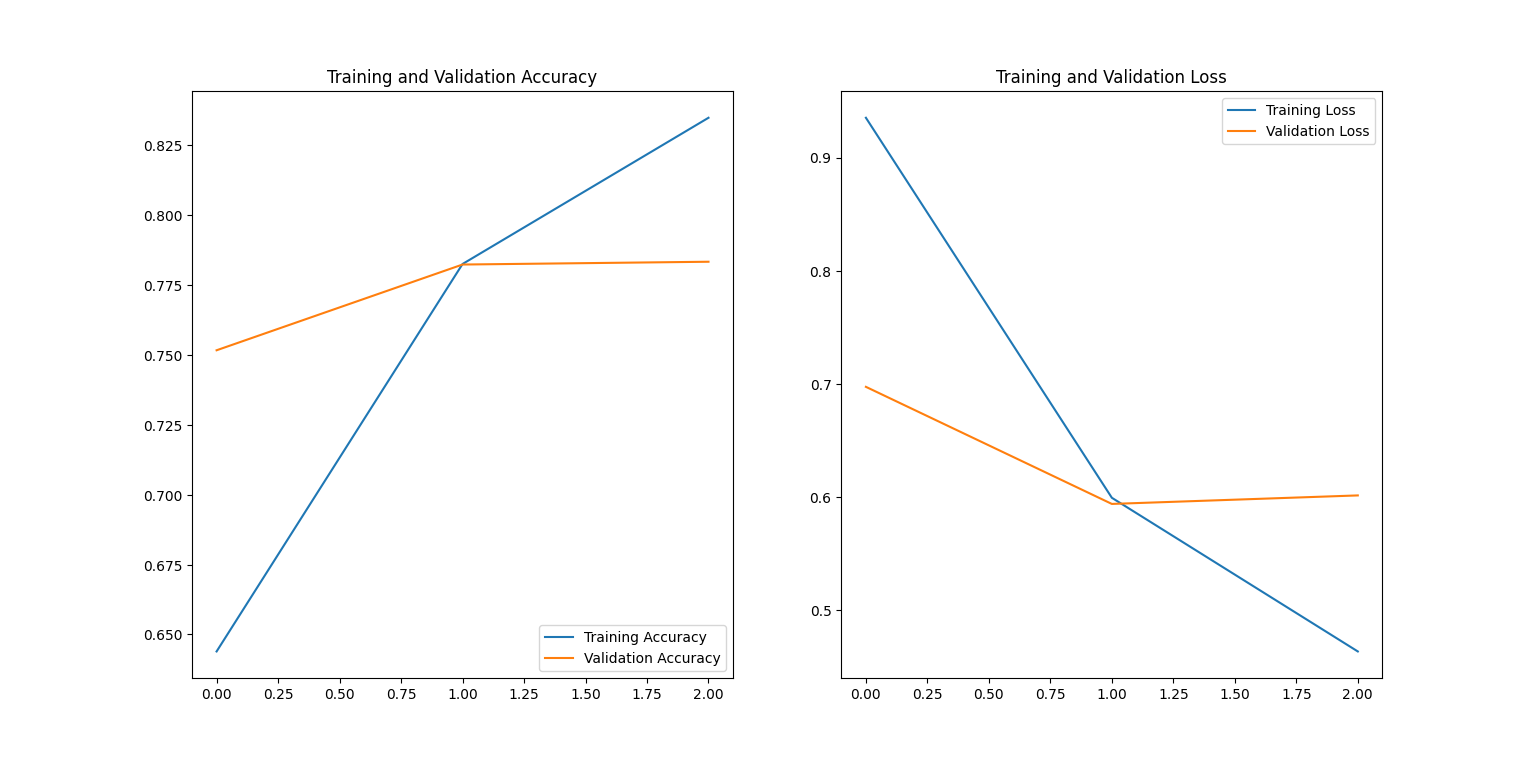 Training and Validation Accuracy
0.825
0.800
0.775
0.750
0.725
0.700
0.675
0.650
Training Accuracy
Validation Accuracy
0.00 0.25 0.50 0.75 1.00 1.25 1.50 1.75 2.00
Training and Validation Loss
Training Loss
Validation Loss
0.9
0.8
0.7
0.6
0.5
0.00 0.25 0.50 0.75 1.00 1.25 1.50 1.75 2.00